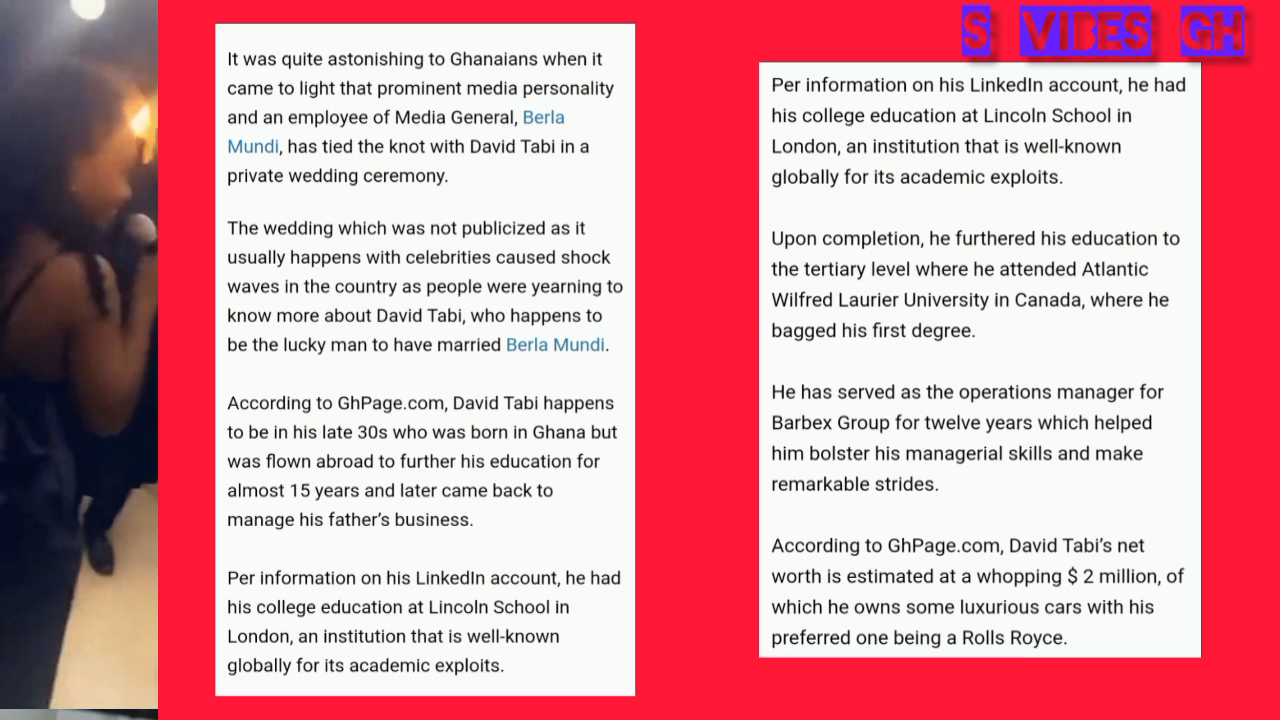 It was quite astonishing to Ghanaians when it
came to light that prominent media personality
and an employee of Media General, Berla
Mundi, has tied the knot with David Tabi in a
private wedding ceremony.
The wedding which was not publicized as it
usually happens with celebrities caused shock
waves in the country as people were yearning to
know more about David Tabi, who happens to
be the lucky man to have married Berla Mundi.
According to GhPage.com, David Tabi happens
to be in his late 30s who was born in Ghana but
was flown abroad to further his education for
almost 15 years and later came back to
manage his father’s business.
Per information on his LinkedIn account, he had
his college education at Lincoln School in
London, an institution that is well-known
globally for its academic exploits.
S VIBES GH
Per information on his LinkedIn account, he had
his college education at Lincoln School in
London, an institution that is well-known
globally for its academic exploits.
Upon completion, he furthered his education to
the tertiary level where he attended Atlantic
Wilfred Laurier University in Canada, where he
bagged his first degree.
He has served as the operations manager for
Barbex Group for twelve years which helped
him bolster his managerial skills and make
remarkable strides.
According to GhPage.com, David Tabi’s net
worth is estimated at a whopping $ 2 million, of
which he owns some luxurious cars with his
preferred one being a Rolls Royce.